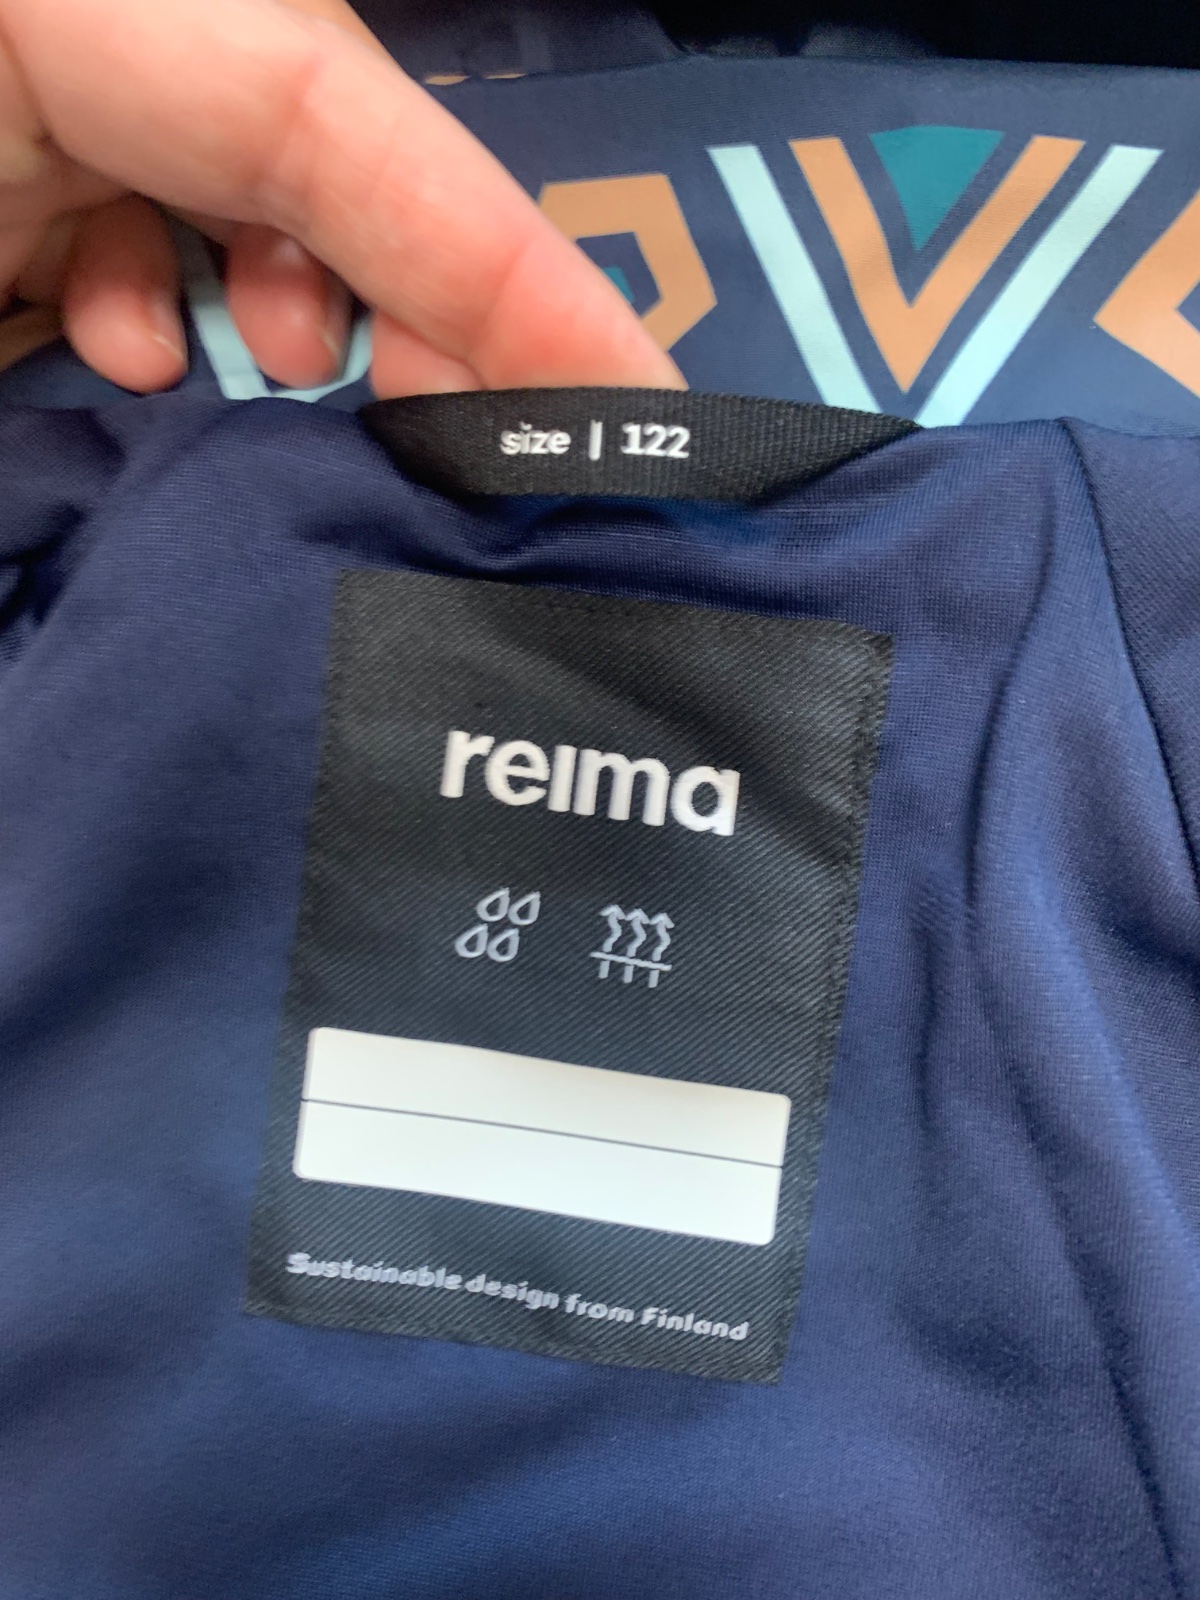 size | 122
reima
Sustainable design from Finland